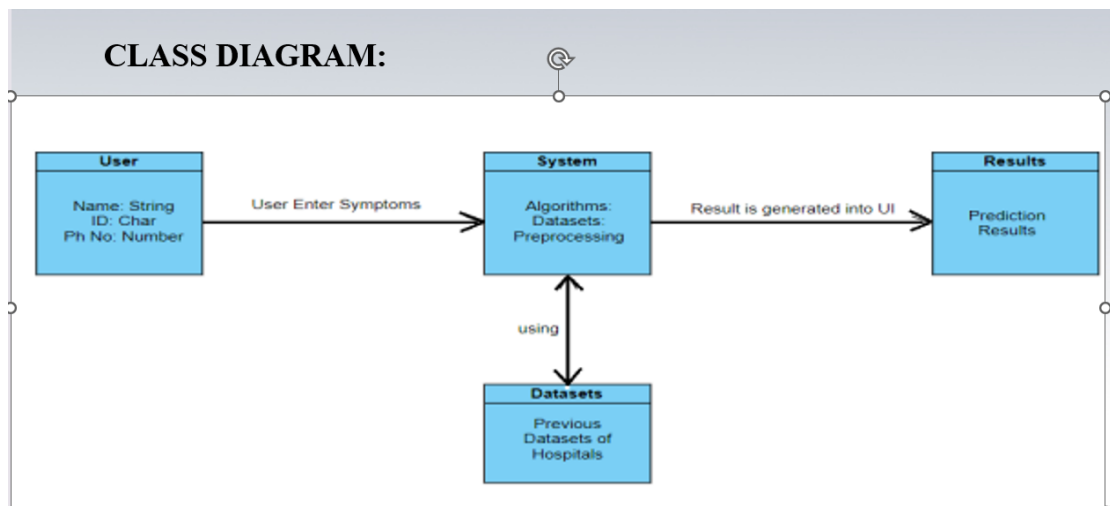 CLASS DIAGRAM:
User
Name: String
ID: Char
Ph No: Number
User Enter Symptoms
System
Algorithms:
Datasets:
Preprocessing
Result is generated into UI
Results
Prediction
Results
using
Datasets
Previous
Datasets of
Hospitals